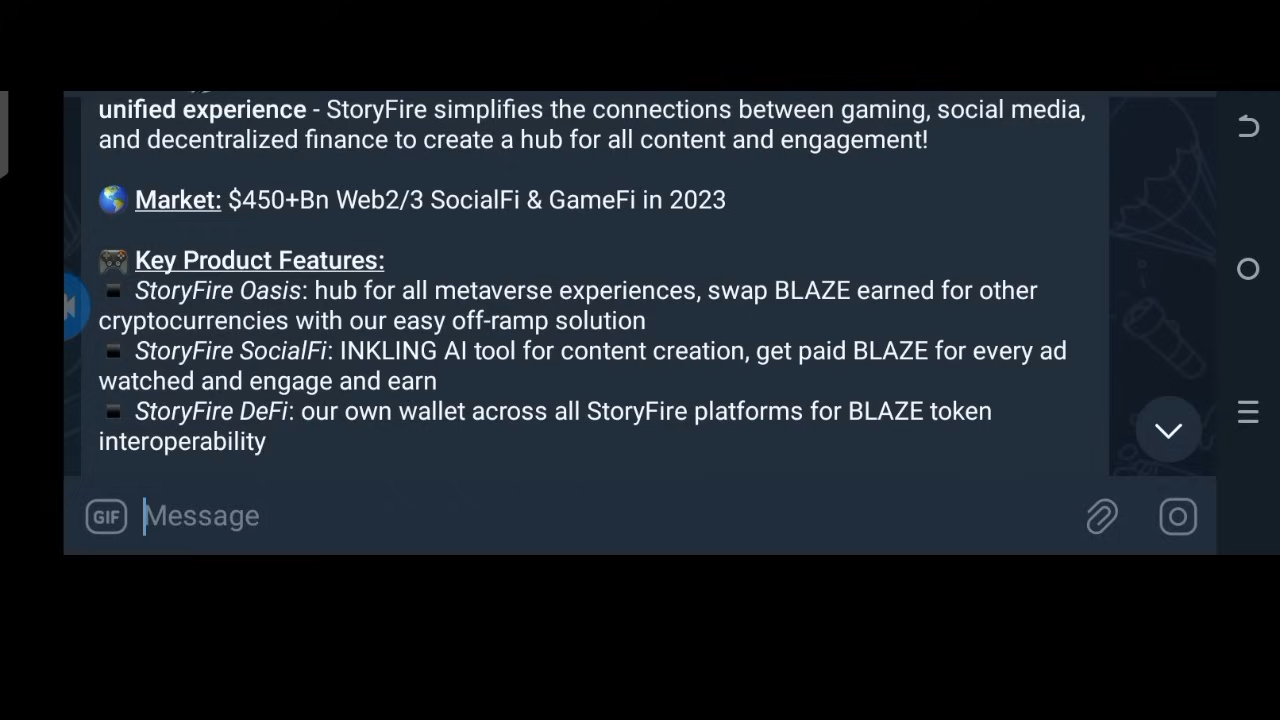 unified experience - StoryFire simplifies the connections between gaming, social media,
and decentralized finance to create a hub for all content and engagement!
Market: $450+Bn Web2/3 SocialFi & GameFi in 2023
Key Product Features:
StoryFire Oasis: hub for all metaverse experiences, swap BLAZE earned for other
cryptocurrencies with our easy off-ramp solution
StoryFire SocialFi: INKLING AI tool for content creation, get paid BLAZE for every ad
watched and engage and earn
StoryFire DeFi: our own wallet across all StoryFire platforms for BLAZE token
interoperability
GIF Message